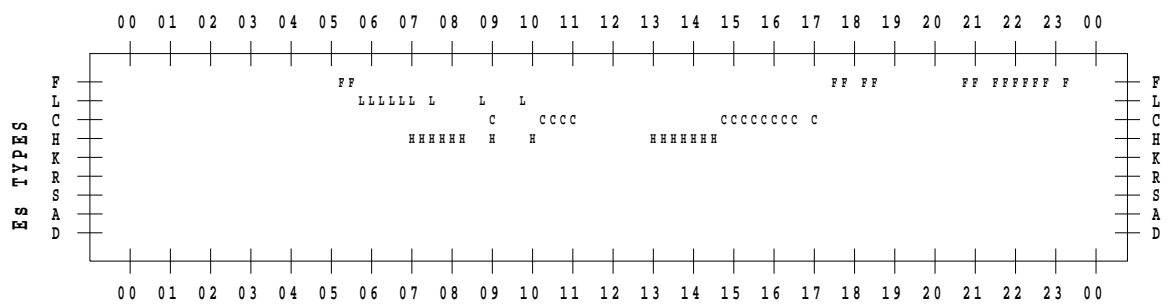 00 01 02 03 04 05 06 07 08 09 10 11 12 13 14 15 16 17 18 19 20 21 22 23 00
F FF FF FF FF FFFFFF F F
L LLLLLL L L L L
C C CCCC CCCCCCCC C C
H HHHHHH H H HHHHHHH H
K K
R R
S S
A A
D D
Es TYPES
00 01 02 03 04 05 06 07 08 09 10 11 12 13 14 15 16 17 18 19 20 21 22 23 00